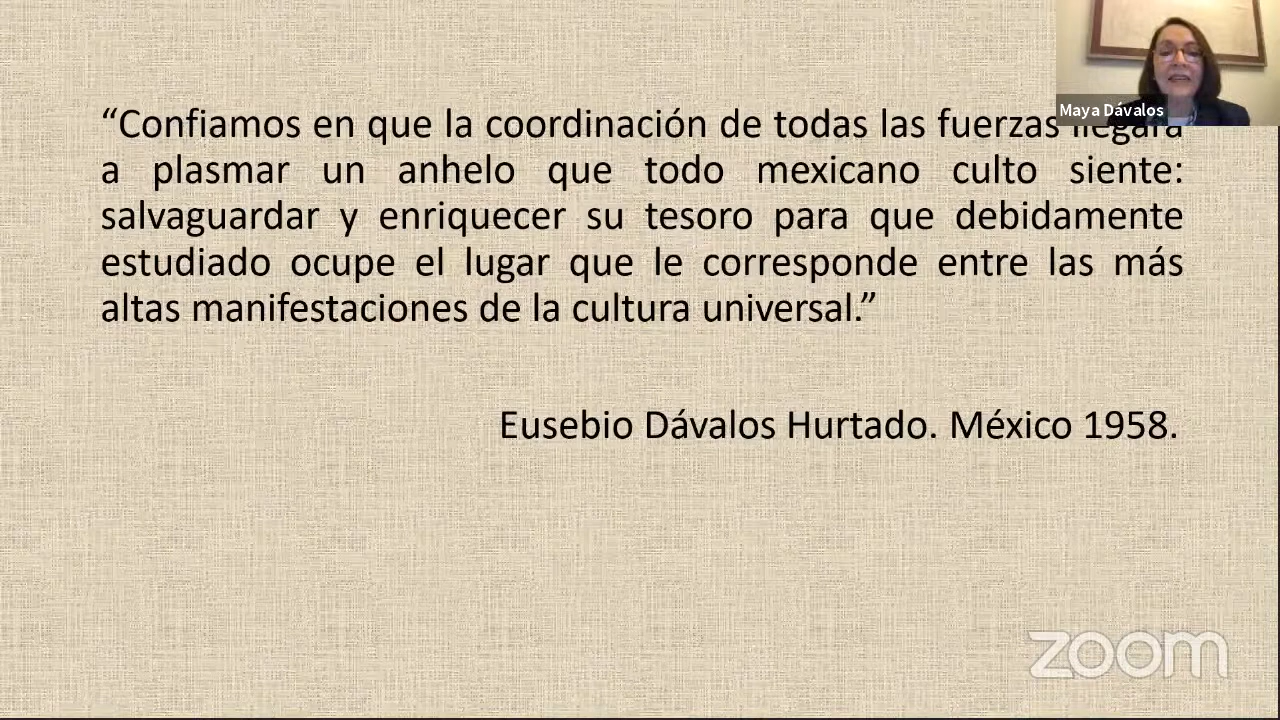 Maya Dávalos
“Confiamos en que la coordinación de todas las fuerzas llegará
a plasmar un anhelo que todo mexicano culto siente:
salvaguardar y enriquecer su tesoro para que debidamente
estudiado ocupe el lugar que le corresponde entre las más
altas manifestaciones de la cultura universal.”
Eusebio Dávalos Hurtado. México 1958.
zoom